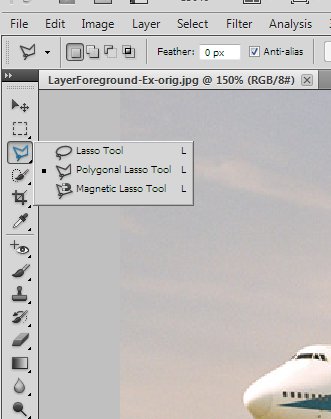 File Edit Image Layer Select Filter Analysis
Feather: 0 px Anti-alias
LayerForeground-Ex-orig.jpg @ 150% (RGB/8#)
Lasso Tool L
Polygonal Lasso Tool L
Magnetic Lasso Tool L